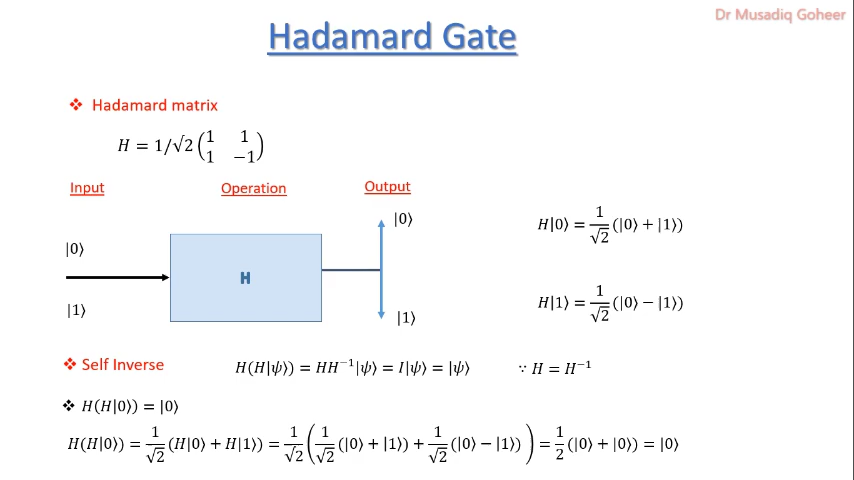 Dr Musadiq Goheer
Hadamard Gate
❖ Hadamard matrix
H = 1/√2 (1 1
1 −1)
Input Operation Output
|0⟩
H|0⟩ = 1/√2 (|0⟩ + |1⟩)
|0⟩
H
|1⟩
H|1⟩ = 1/√2 (|0⟩ − |1⟩)
|1⟩
❖ Self Inverse H(H|ψ⟩) = HH⁻¹|ψ⟩ = I|ψ⟩ = |ψ⟩ ∵ H = H⁻¹
❖ H(H|0⟩) = |0⟩
H(H|0⟩) = 1/√2 (H|0⟩ + H|1⟩) = 1/√2 (1/√2 (|0⟩ + |1⟩) + 1/√2 (|0⟩ − |1⟩)) = 1/2 (|0⟩ + |0⟩) = |0⟩